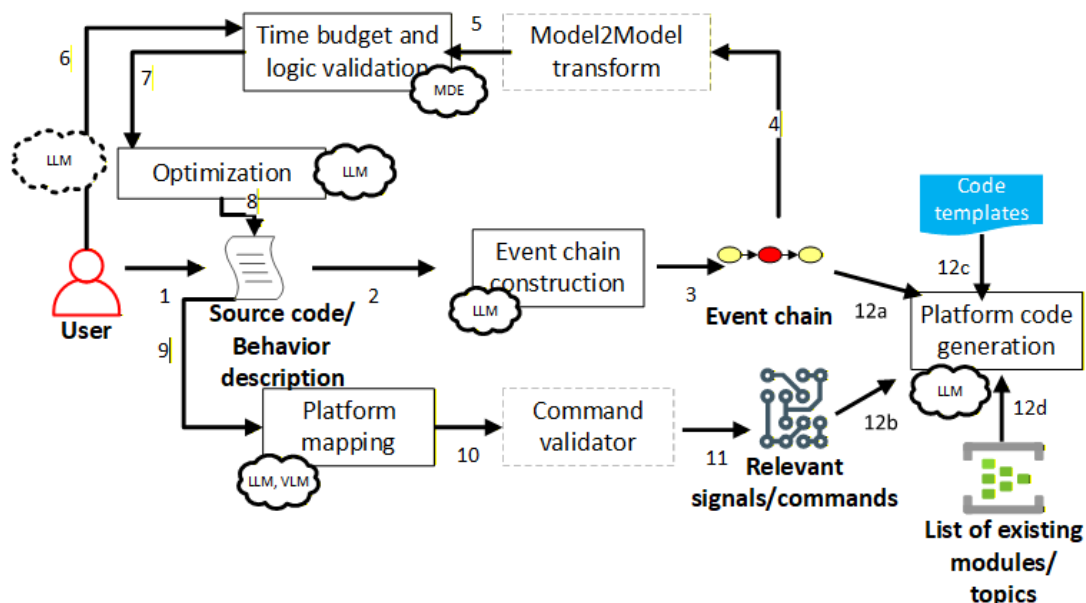 5
Time budget and
logic validation
MDE
Model2Model
transform
6
7
4
LLM
Optimization
LLM
8
Code
templates
12c
Event chain
construction
LLM
1
2
3
User
Source code/
Behavior
description
Event chain
12a
Platform code
generation
LLM
9
Platform
mapping
LLM, VLM
10
Command
validator
11
Relevant
signals/commands
12b
12d
List of existing
modules/
topics